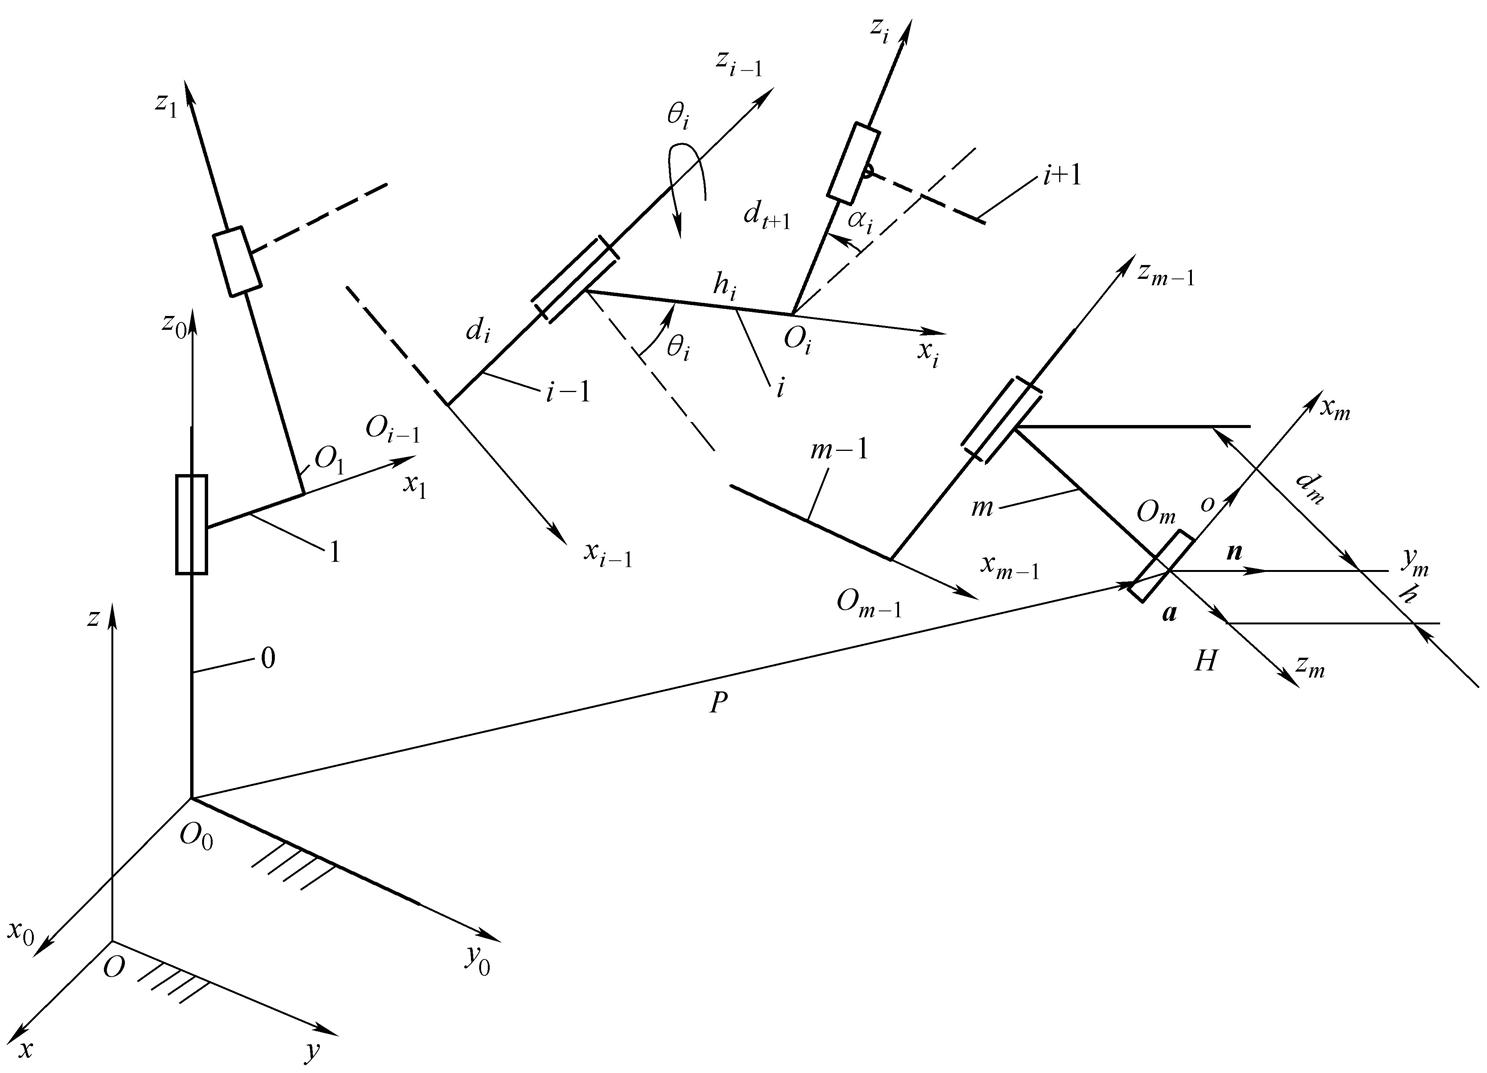 zᵢ
zᵢ₋₁
z₁
θᵢ
i+1
dₜ₊₁
αᵢ
zₘ₋₁
hᵢ
z₀
dᵢ
Oᵢ
θᵢ
xᵢ
i−1
i
xₘ
Oᵢ₋₁
m−1
O₁
x₁
dₘ
m
Oₘ
o
1
xᵢ₋₁
n
yₘ
xₘ₋₁
h
Oₘ₋₁
a
z
0
H
zₘ
P
O₀
x₀
y₀
O
x
y